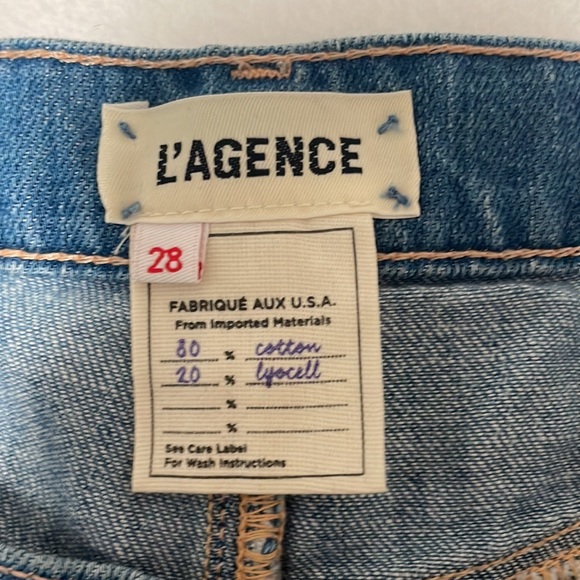 L'AGENCE
28
FABRIQUÉ AUX U.S.A.
From Imported Materials
80 % cotton
20 % lyocell
%
%
See Care Label
For Wash Instructions